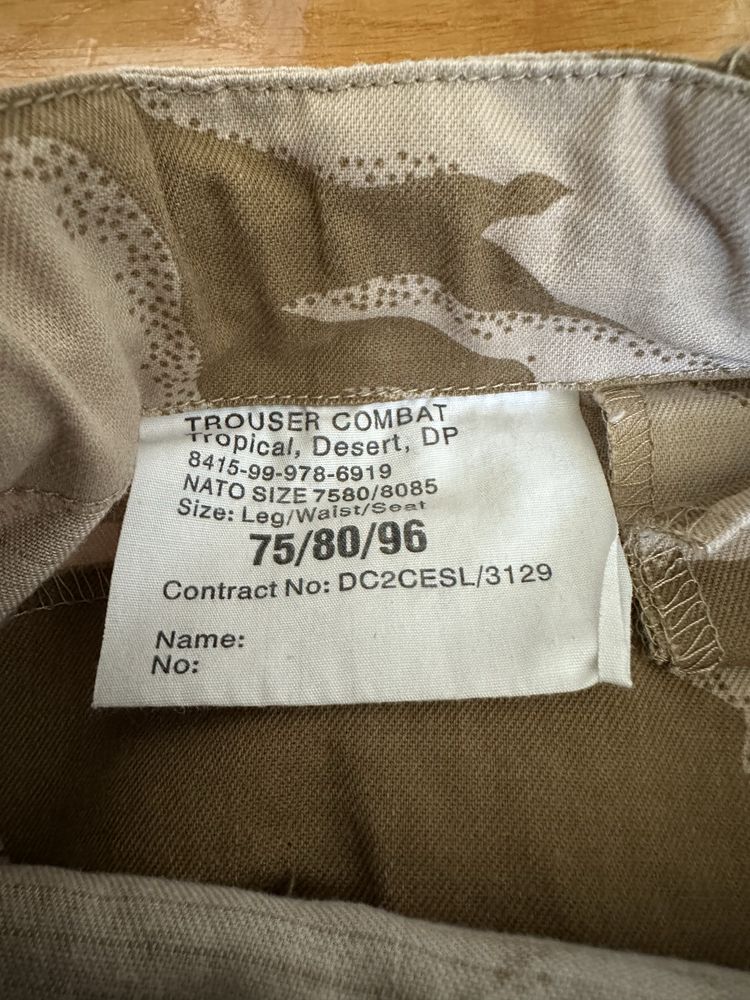 TROUSER COMBAT
Tropical, Desert, DP
8415-99-978-6919
NATO SIZE 7580/8085
Size: Leg/Waist/Seat
75/80/96
Contract No: DC2CESL/3129
Name:
No: